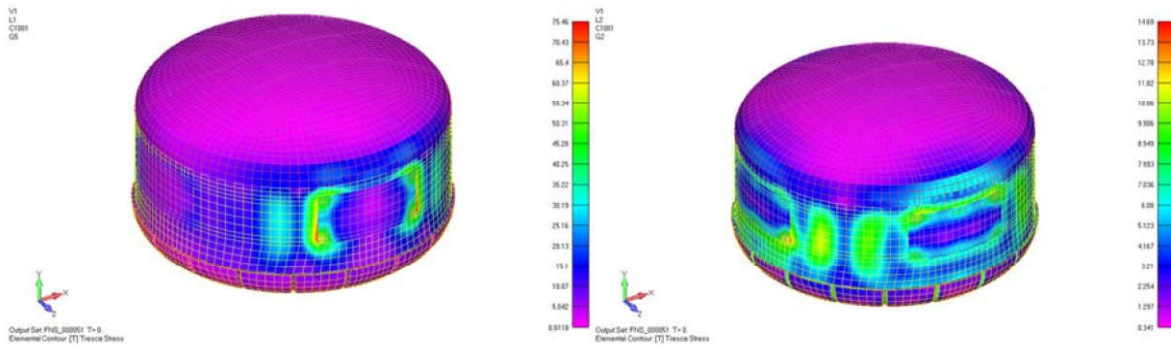 V1
L1
C1001
G5
75.46
70.43
65.4
60.37
55.34
50.31
45.28
40.25
35.22
30.19
25.16
20.13
15.1
10.07
5.042
0.0118
Y
X
Z
Output Set: FNS_000051 T= 0.
Elemental Contour: [T] Tresca Stress
V1
L2
G2
14.69
13.73
12.78
11.82
10.86
9.906
8.949
7.993
7.036
6.08
5.123
4.167
3.21
2.254
1.297
0.341
Y
X
Z
Output Set: FNS_000051 T= 0.
Elemental Contour: [T] Tresca Stress